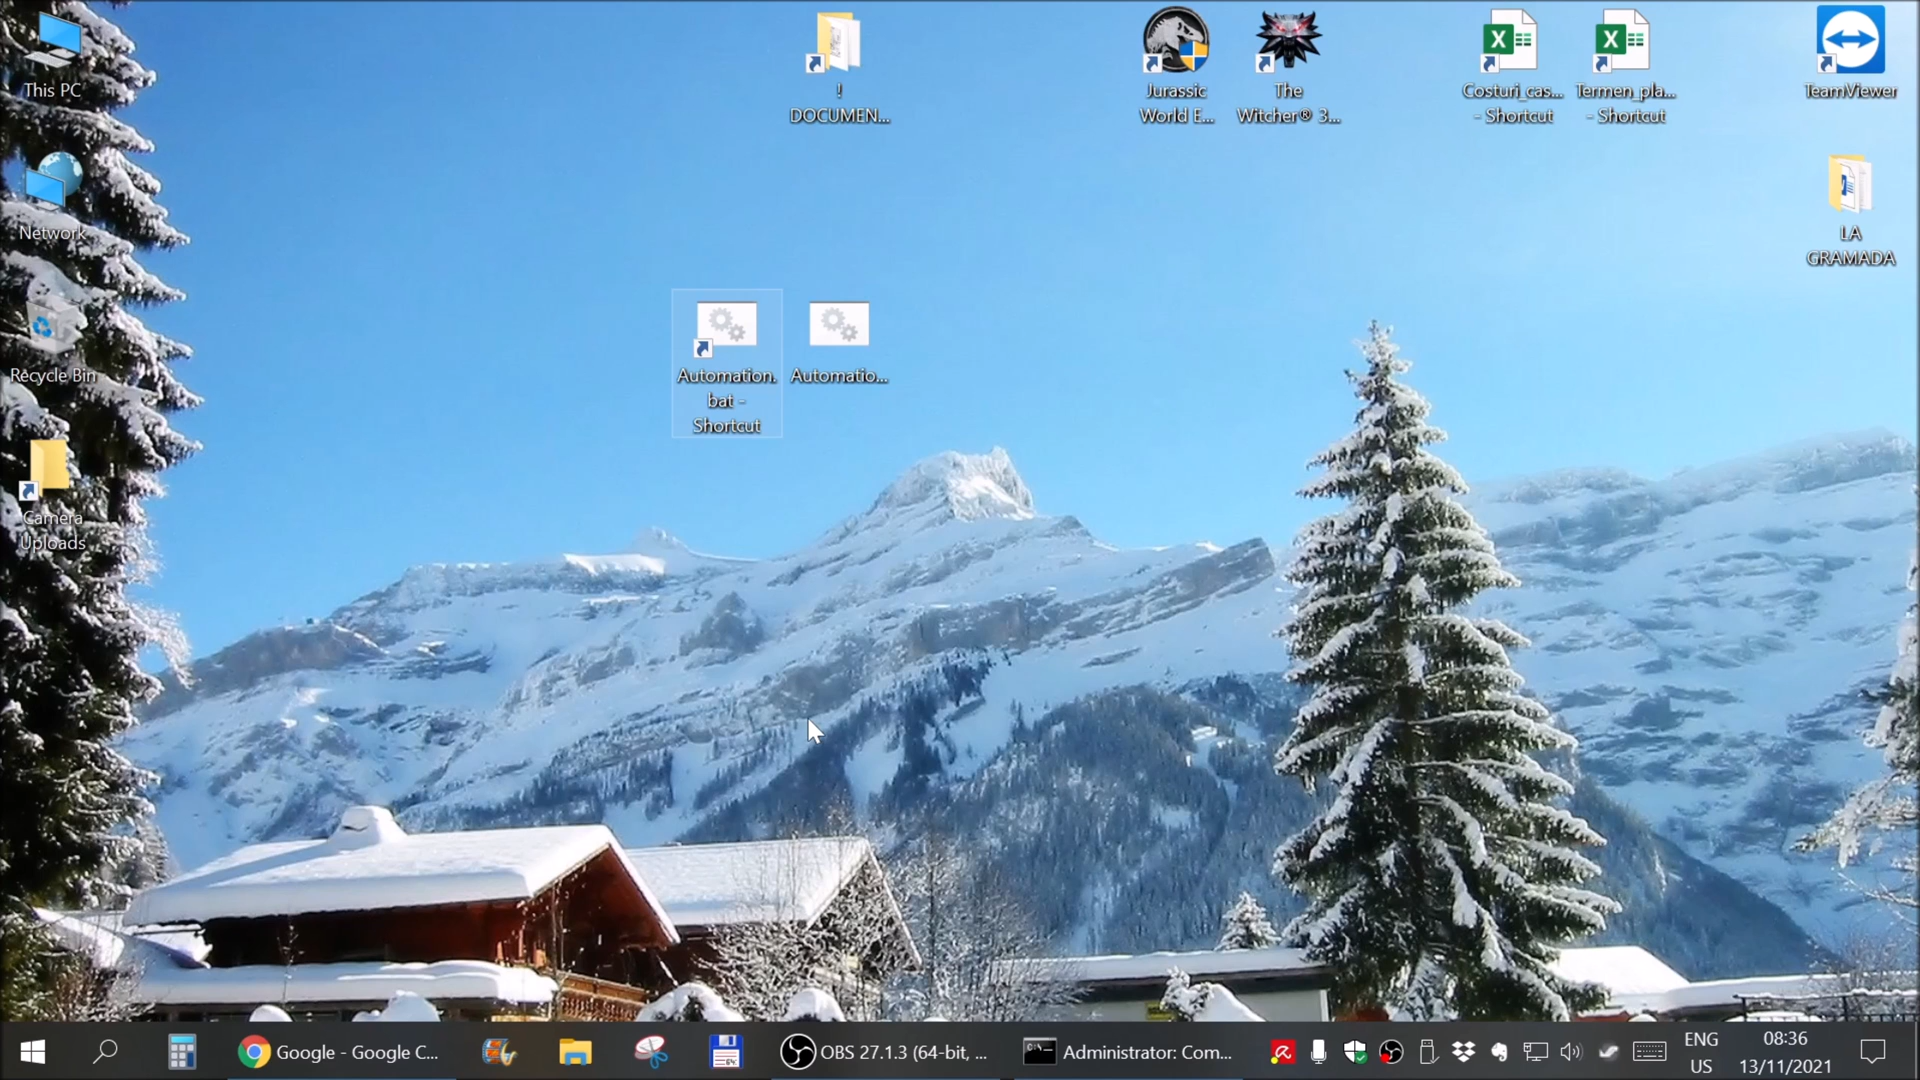 This PC
Network
Recycle Bin
Camera
Uploads
!
DOCUMEN...
Jurassic
World E...
The
Witcher® 3...
Costuri_cas...
- Shortcut
Termen_pla...
- Shortcut
TeamViewer
LA
GRAMADA
Automation.
bat -
Shortcut
Automatio...
Google - Google C...
64
OBS 27.1.3 (64-bit, ...
Administrator: Com...
ENG
US
08:36
13/11/2021